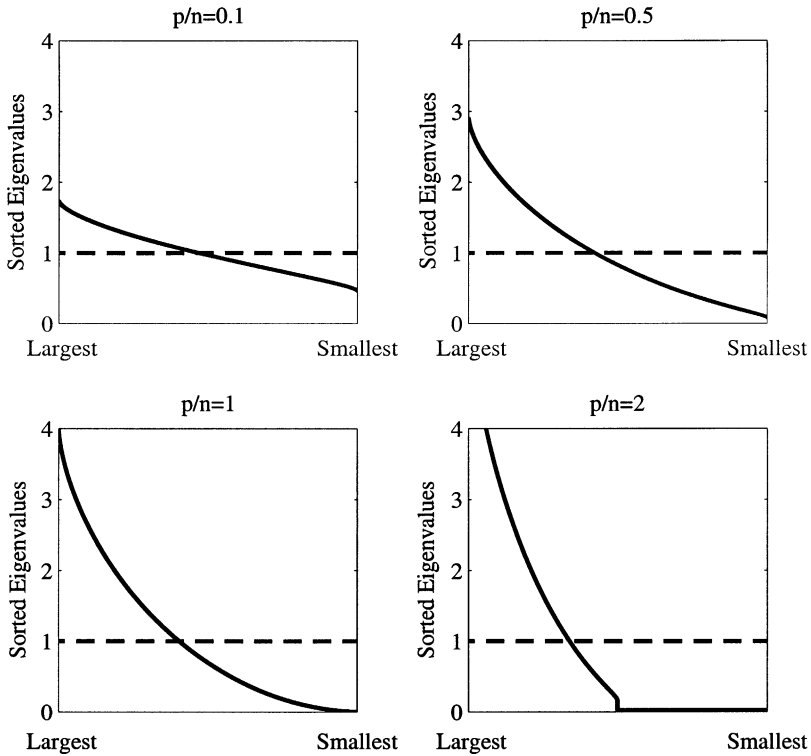 p/n=0.1
Sorted Eigenvalues
4
3
2
1
0
Largest Smallest
p/n=0.5
Sorted Eigenvalues
4
3
2
1
0
Largest Smallest
p/n=1
Sorted Eigenvalues
4
3
2
1
0
Largest Smallest
p/n=2
Sorted Eigenvalues
4
3
2
1
0
Largest Smallest